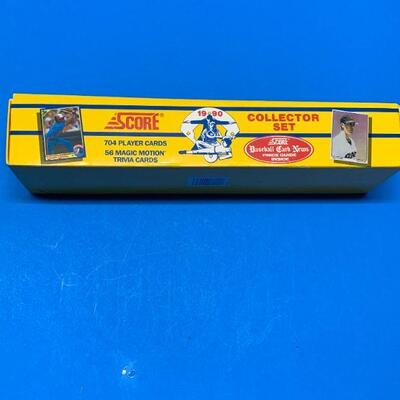 SCORE
704 PLAYER CARDS
56 MAGIC MOTION
TRIVIA CARDS
1990
COLLECTOR
SET
SCORE
Baseball Card News
PRICE GUIDE
INSIDE